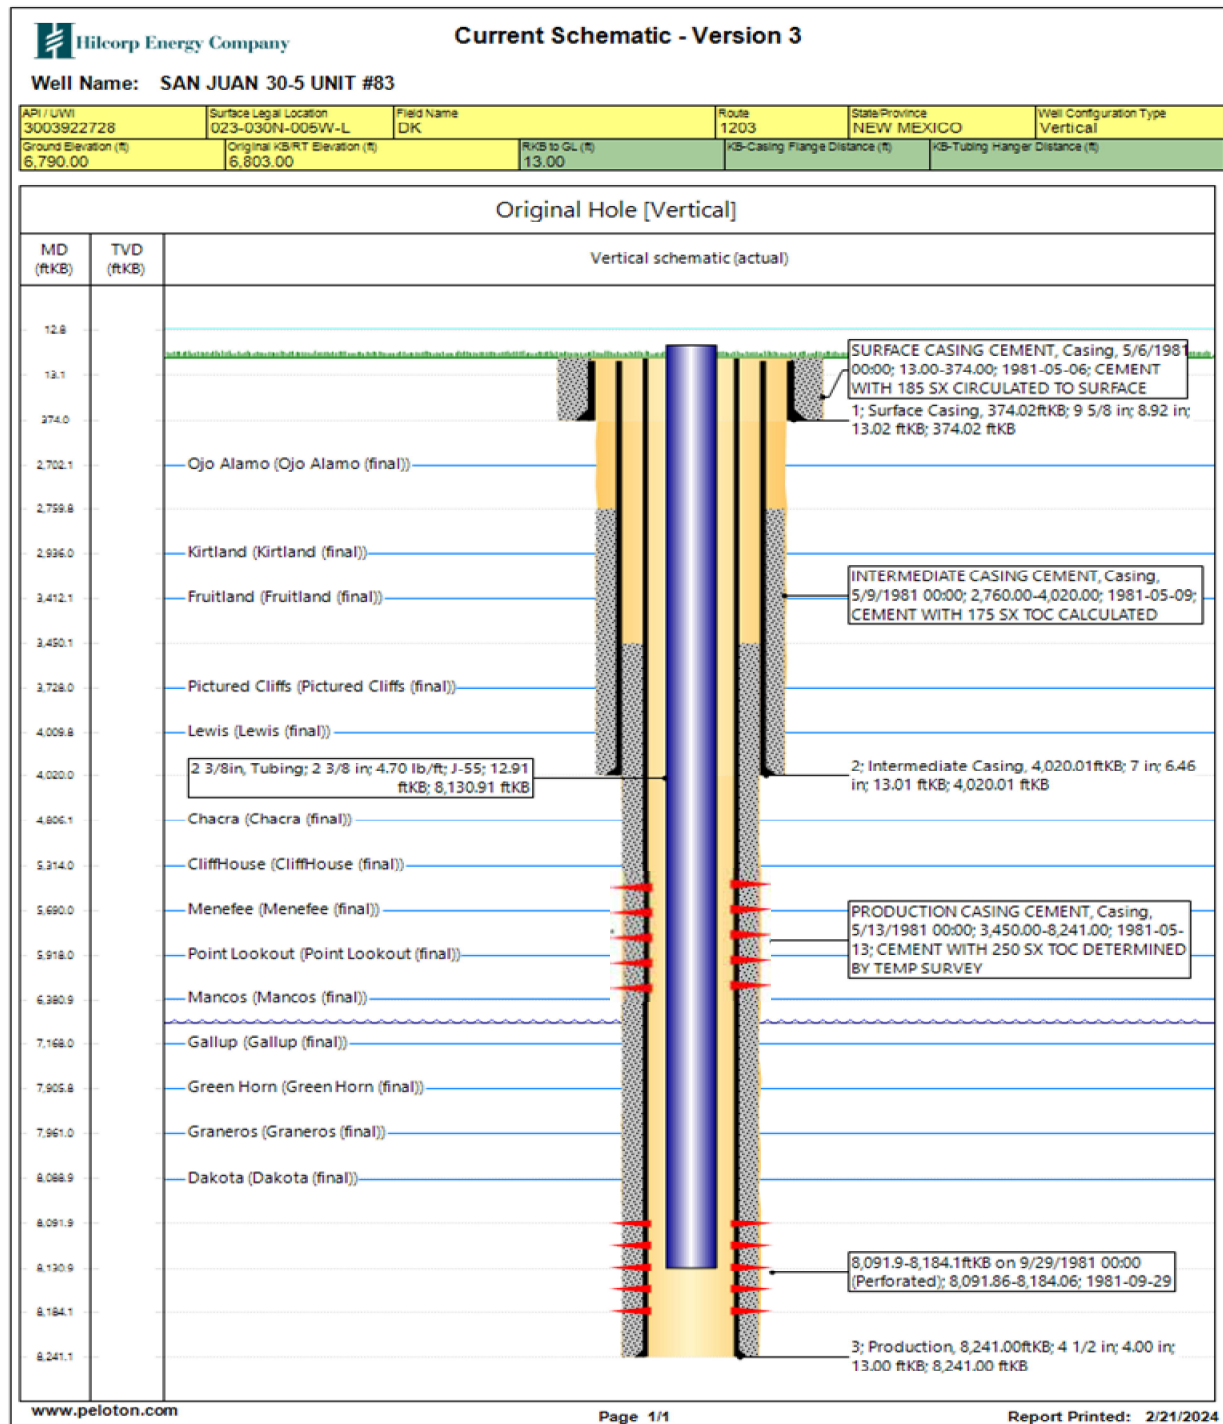 Hilcorp Energy Company
Current Schematic - Version 3
Well Name: SAN JUAN 30-5 UNIT #83
API / UWI
3003922728
Surface Legal Location
023-030N-005W-L
Field Name
DK
Route
1203
State/Province
NEW MEXICO
Well Configuration Type
Vertical
Ground Elevation (ft)
6,790.00
Original KB/RT Elevation (ft)
6,803.00
RKB to GL (ft)
13.00
KB-Casing Flange Distance (ft)
KB-Tubing Hanger Distance (ft)
Original Hole [Vertical]
MD
(ftKB)
TVD
(ftKB)
Vertical schematic (actual)
12.8
SURFACE CASING CEMENT, Casing, 5/6/1981
00:00; 13.00-374.00; 1981-05-06; CEMENT
WITH 185 SX CIRCULATED TO SURFACE
13.1
1; Surface Casing, 374.02ftKB; 9 5/8 in; 8.92 in;
13.02 ftKB; 374.02 ftKB
374.0
2,702.1
Ojo Alamo (Ojo Alamo (final))
2,759.8
2,936.0
Kirtland (Kirtland (final))
INTERMEDIATE CASING CEMENT, Casing,
5/9/1981 00:00; 2,760.00-4,020.00; 1981-05-09;
CEMENT WITH 175 SX TOC CALCULATED
3,412.1
Fruitland (Fruitland (final))
3,450.1
3,728.0
Pictured Cliffs (Pictured Cliffs (final))
4,009.8
Lewis (Lewis (final))
2 3/8in, Tubing; 2 3/8 in; 4.70 lb/ft; J-55; 12.91
ftKB; 8,130.91 ftKB
4,020.0
2; Intermediate Casing, 4,020.01ftKB; 7 in; 6.46
in; 13.01 ftKB; 4,020.01 ftKB
4,806.1
Chacra (Chacra (final))
5,314.0
CliffHouse (CliffHouse (final))
5,690.0
Menefee (Menefee (final))
PRODUCTION CASING CEMENT, Casing,
5/13/1981 00:00; 3,450.00-8,241.00; 1981-05-
13; CEMENT WITH 250 SX TOC DETERMINED
BY TEMP SURVEY
5,918.0
Point Lookout (Point Lookout (final))
6,380.9
Mancos (Mancos (final))
7,168.0
Gallup (Gallup (final))
7,905.8
Green Horn (Green Horn (final))
7,961.0
Graneros (Graneros (final))
8,068.9
Dakota (Dakota (final))
8,091.9
8,130.9
8,091.9-8,184.1ftKB on 9/29/1981 00:00
(Perforated); 8,091.86-8,184.06; 1981-09-29
8,184.1
8,241.1
3; Production, 8,241.00ftKB; 4 1/2 in; 4.00 in;
13.00 ftKB; 8,241.00 ftKB
www.peloton.com
Page 1/1
Report Printed: 2/21/2024